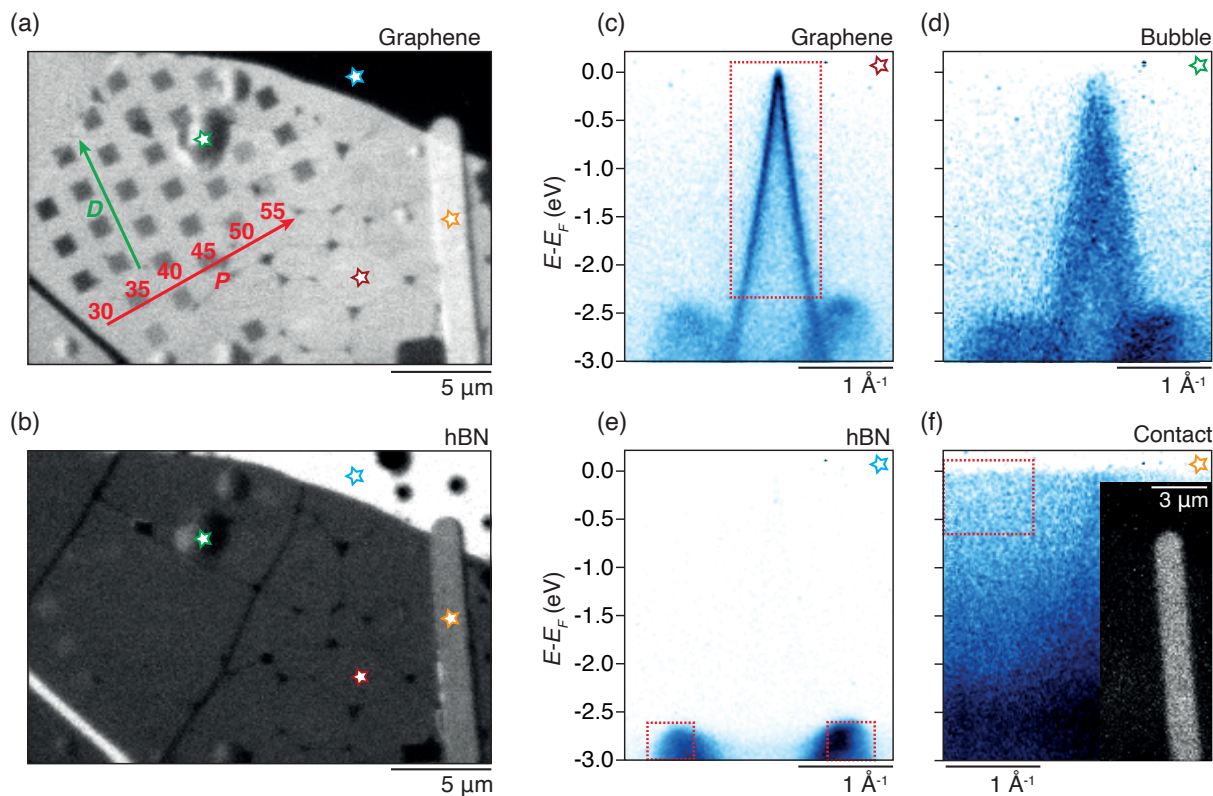 (a)
Graphene
D
30 35 40 45 50 55
P
5 μm
(b)
hBN
5 μm
(c)
Graphene
E-E_F (eV)
0.0
-0.5
-1.0
-1.5
-2.0
-2.5
-3.0
1 Å⁻¹
(d)
Bubble
1 Å⁻¹
(e)
hBN
E-E_F (eV)
0.0
-0.5
-1.0
-1.5
-2.0
-2.5
-3.0
1 Å⁻¹
(f)
Contact
3 μm
1 Å⁻¹